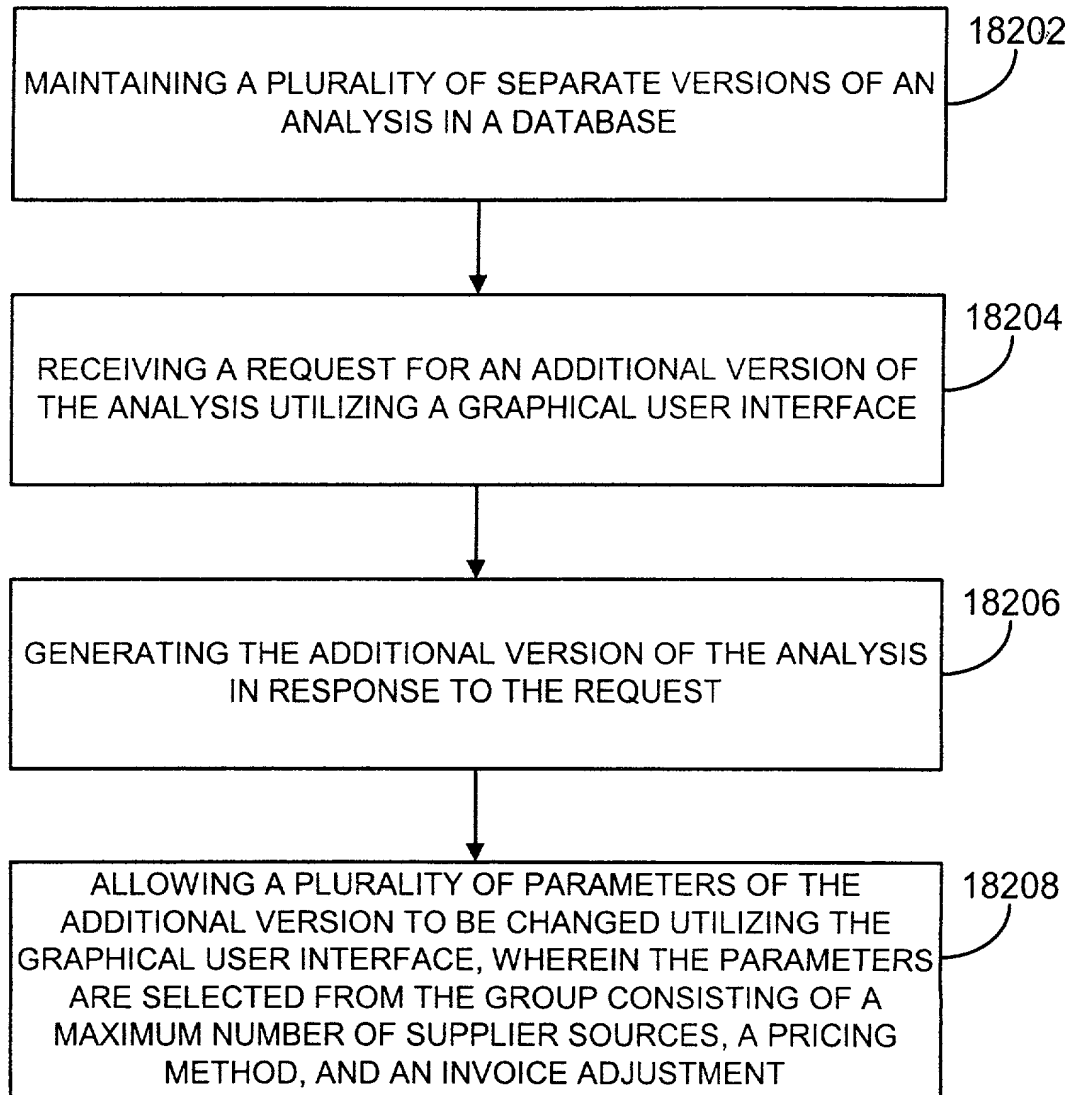 18202
MAINTAINING A PLURALITY OF SEPARATE VERSIONS OF AN
ANALYSIS IN A DATABASE
18204
RECEIVING A REQUEST FOR AN ADDITIONAL VERSION OF
THE ANALYSIS UTILIZING A GRAPHICAL USER INTERFACE
18206
GENERATING THE ADDITIONAL VERSION OF THE ANALYSIS
IN RESPONSE TO THE REQUEST
18208
ALLOWING A PLURALITY OF PARAMETERS OF THE
ADDITIONAL VERSION TO BE CHANGED UTILIZING THE
GRAPHICAL USER INTERFACE, WHEREIN THE PARAMETERS
ARE SELECTED FROM THE GROUP CONSISTING OF A
MAXIMUM NUMBER OF SUPPLIER SOURCES, A PRICING
METHOD, AND AN INVOICE ADJUSTMENT